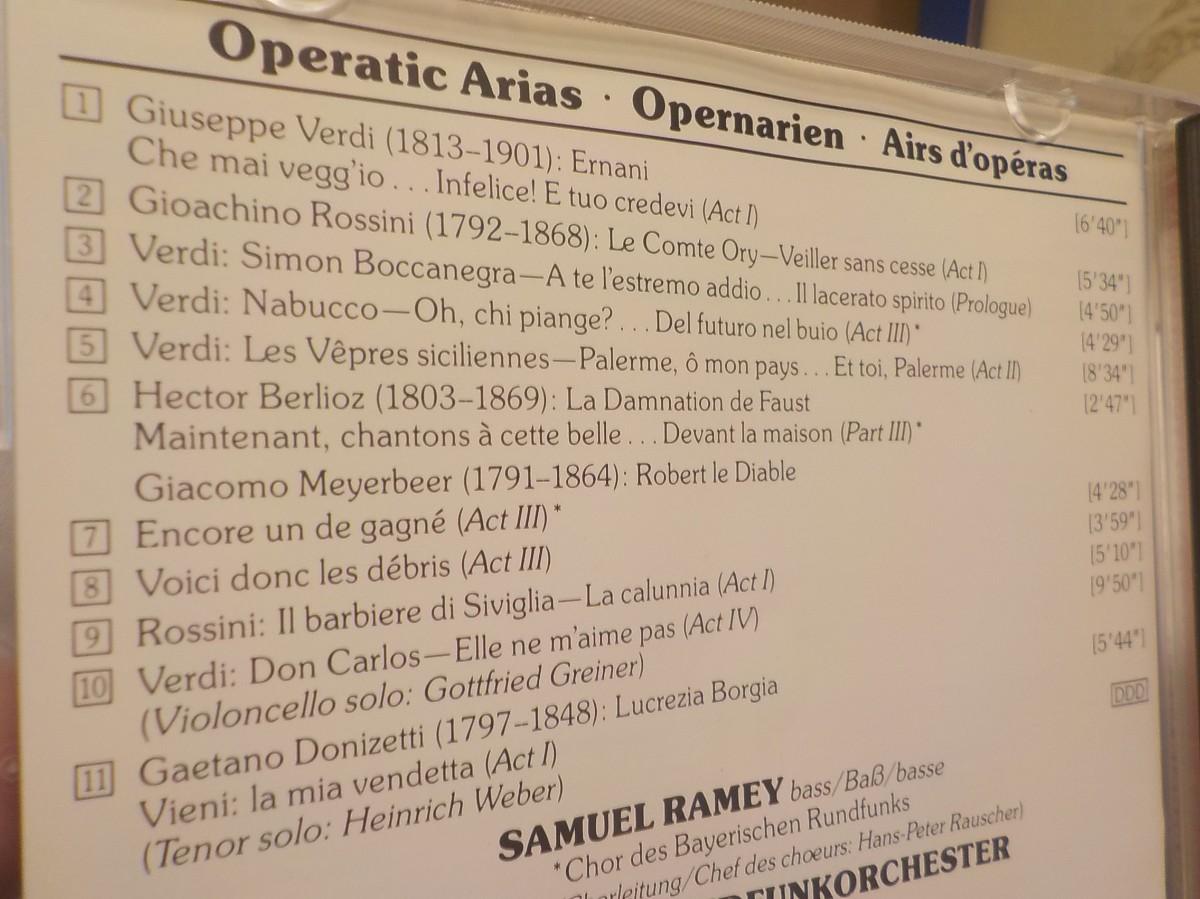 Operatic Arias · Opernarien · Airs d'opéras
1 Giuseppe Verdi (1813–1901): Ernani
Che mai vegg'io . . . Infelice! E tuo credevi (Act I) [6'40"]
2 Gioachino Rossini (1792–1868): Le Comte Ory—Veiller sans cesse (Act I) [5'34"]
3 Verdi: Simon Boccanegra—A te l'estremo addio . . . Il lacerato spirito (Prologue) [4'50"]
4 Verdi: Nabucco—Oh, chi piange? . . . Del futuro nel buio (Act III)* [4'29"]
5 Verdi: Les Vêpres siciliennes—Palerme, ô mon pays . . . Et toi, Palerme (Act II) [8'34"]
6 Hector Berlioz (1803–1869): La Damnation de Faust [2'47"]
Maintenant, chantons à cette belle . . . Devant la maison (Part III)*
Giacomo Meyerbeer (1791–1864): Robert le Diable
7 Encore un de gagné (Act III)* [4'28"]
8 Voici donc les débris (Act III) [3'59"]
9 Rossini: Il barbiere di Siviglia—La calunnia (Act I) [5'10"]
10 Verdi: Don Carlos—Elle ne m'aime pas (Act IV) [9'50"]
(Violoncello solo: Gottfried Greiner)
11 Gaetano Donizetti (1797–1848): Lucrezia Borgia
Vieni: la mia vendetta (Act I) [5'44"]
(Tenor solo: Heinrich Weber)
DDD
SAMUEL RAMEY bass/Baß/basse
*Chor des Bayerischen Rundfunks
/Chef des chœurs: Hans-Peter Rauscher)